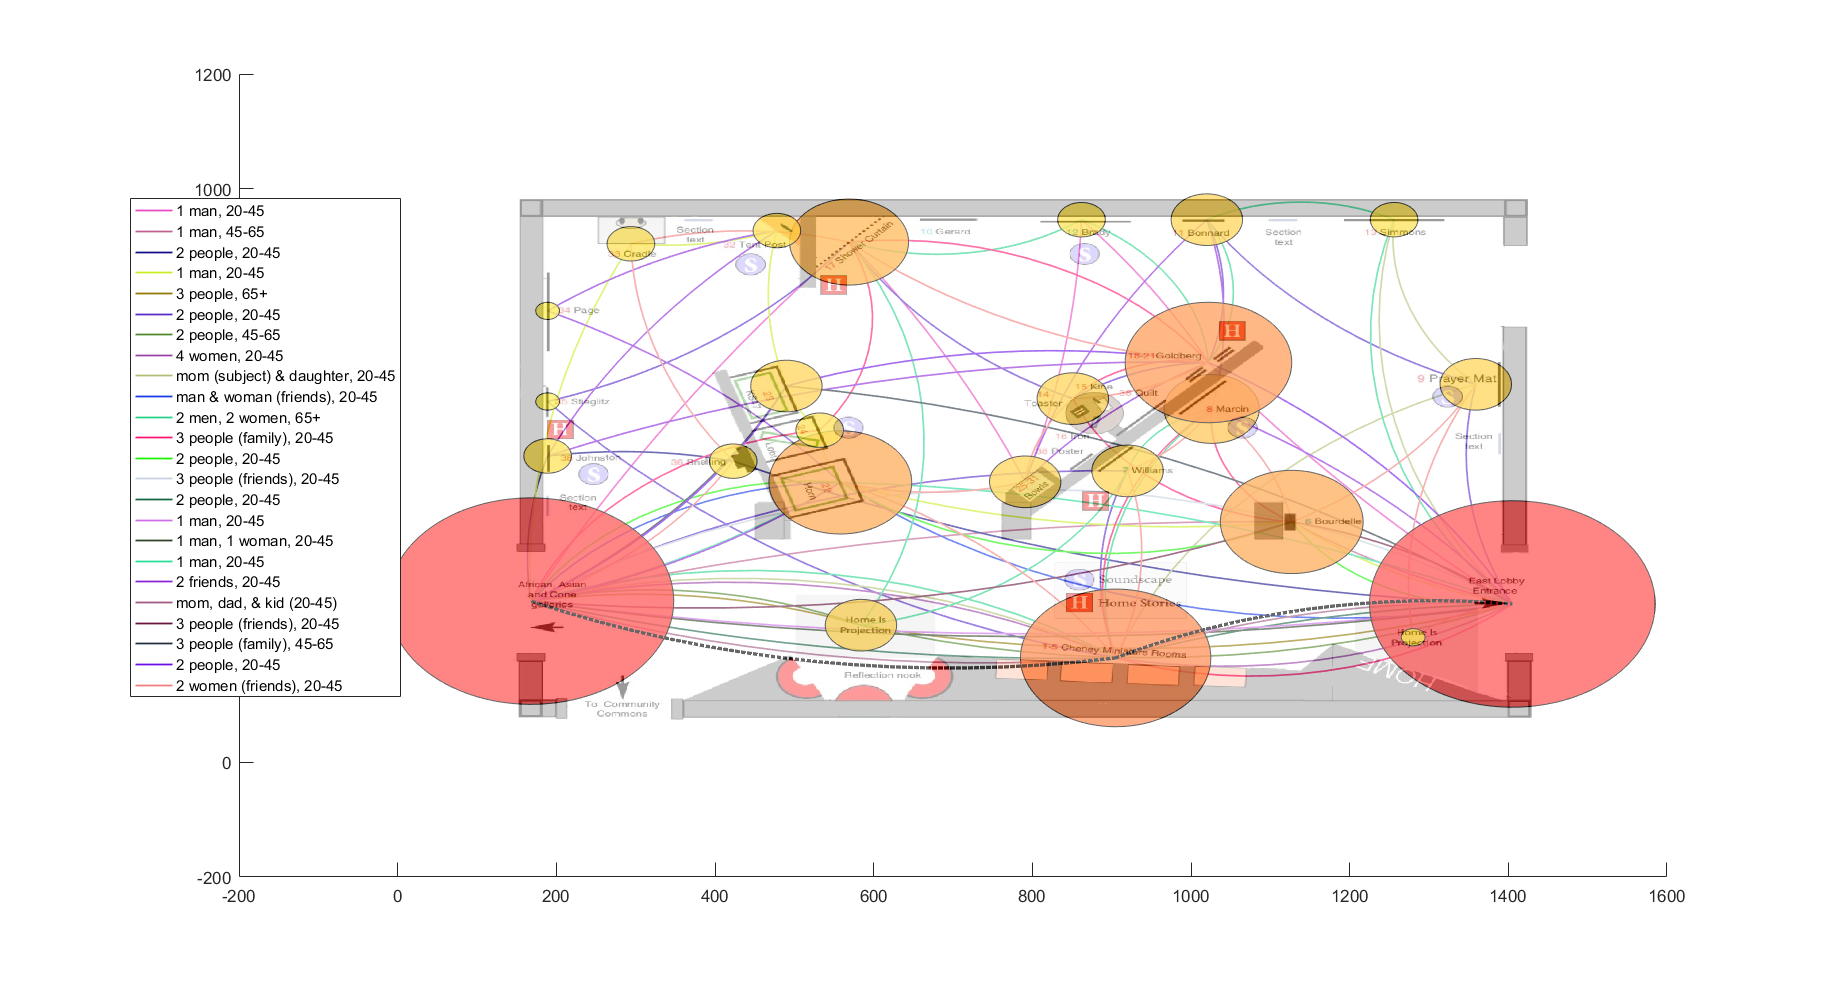 1200
1000
0
-200
-200
0
200
400
600
800
1000
1200
1400
1600
1 man, 20-45
1 man, 45-65
2 people, 20-45
1 man, 20-45
3 people, 65+
2 people, 20-45
2 people, 45-65
4 women, 20-45
mom (subject) & daughter, 20-45
man & woman (friends), 20-45
2 men, 2 women, 65+
3 people (family), 20-45
2 people, 20-45
3 people (friends), 20-45
2 people, 20-45
1 man, 20-45
1 man, 1 woman, 20-45
1 man, 20-45
2 friends, 20-45
mom, dad, & kid (20-45)
3 people (friends), 20-45
3 people (family), 45-65
2 people, 20-45
2 women (friends), 20-45
Section
text
33 Cradle
32 Tent Post
S
17 Shower Curtain
H
10 Gerard
12 Brady
S
11 Bonnard
Section
text
13 Simmons
34 Page
H
18-21 Goldberg
9 Prayer Mat
15 King
14
Toaster
39 Quilt
8 Marcin
35 Stieglitz
H
27
24
16 Iron
Section
text
Johnston
S
36 Snelling
38 Poster
7 Williams
Bowls
Section
text
Hom
H
6 Bourdelle
African, Asian
and Cone
galleries
S
Soundscape
H
Home Stories
East Lobby
Entrance
Home Is
Projection
Home Is
Projection
1-5 Cheney Miniature Rooms
Reflection nook
HOME
To Community
Commons